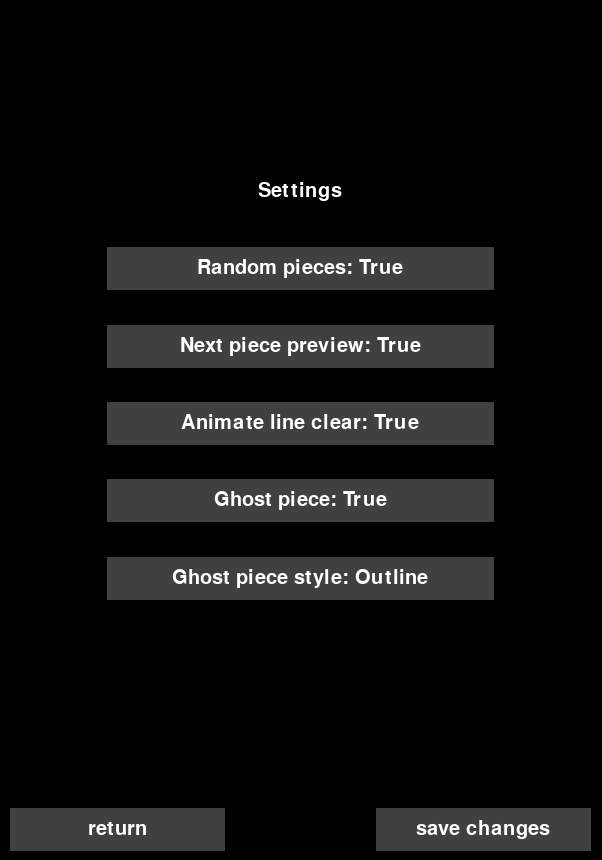 Settings
Random pieces: True
Next piece preview: True
Animate line clear: True
Ghost piece: True
Ghost piece style: Outline
return
save changes